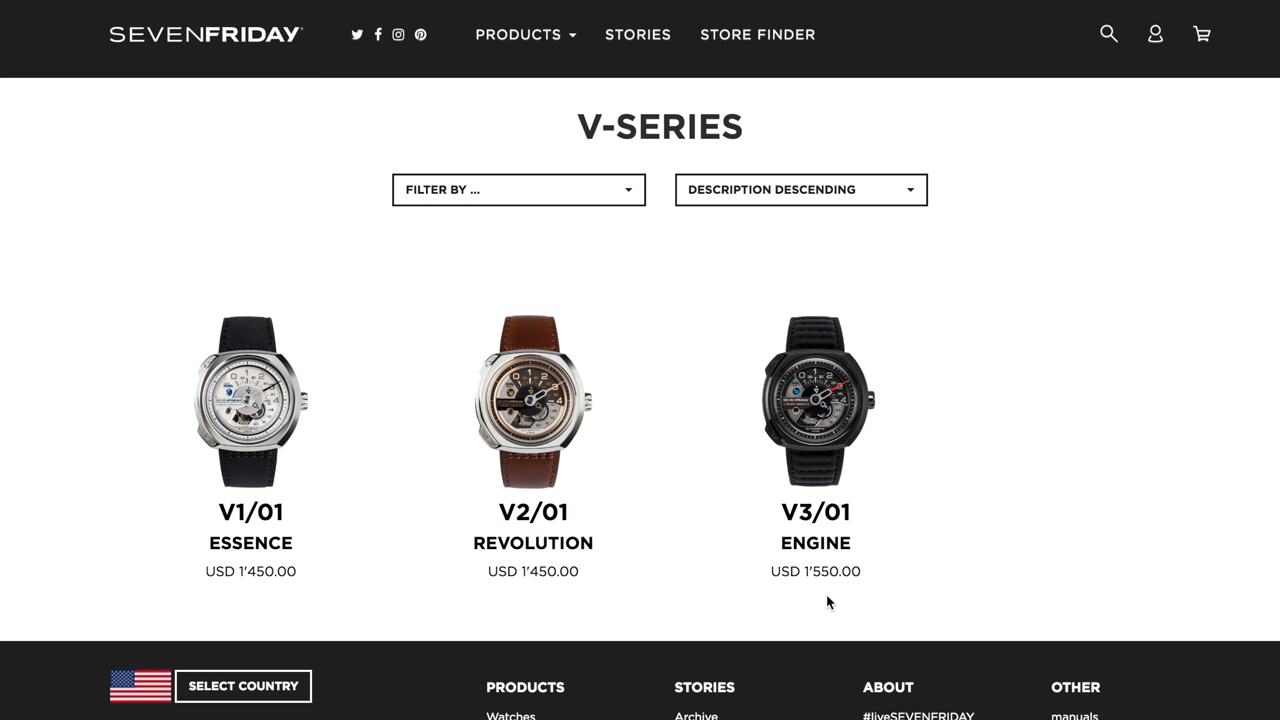 SEVENFRIDAY
PRODUCTS
STORIES
STORE FINDER
V-SERIES
FILTER BY ...
DESCRIPTION DESCENDING
V1/01
ESSENCE
USD 1'450.00
V2/01
REVOLUTION
USD 1'450.00
V3/01
ENGINE
USD 1'550.00
SELECT COUNTRY
PRODUCTS
STORIES
ABOUT
OTHER
Watches
Archive
#liveSEVENFRIDAY
manuals